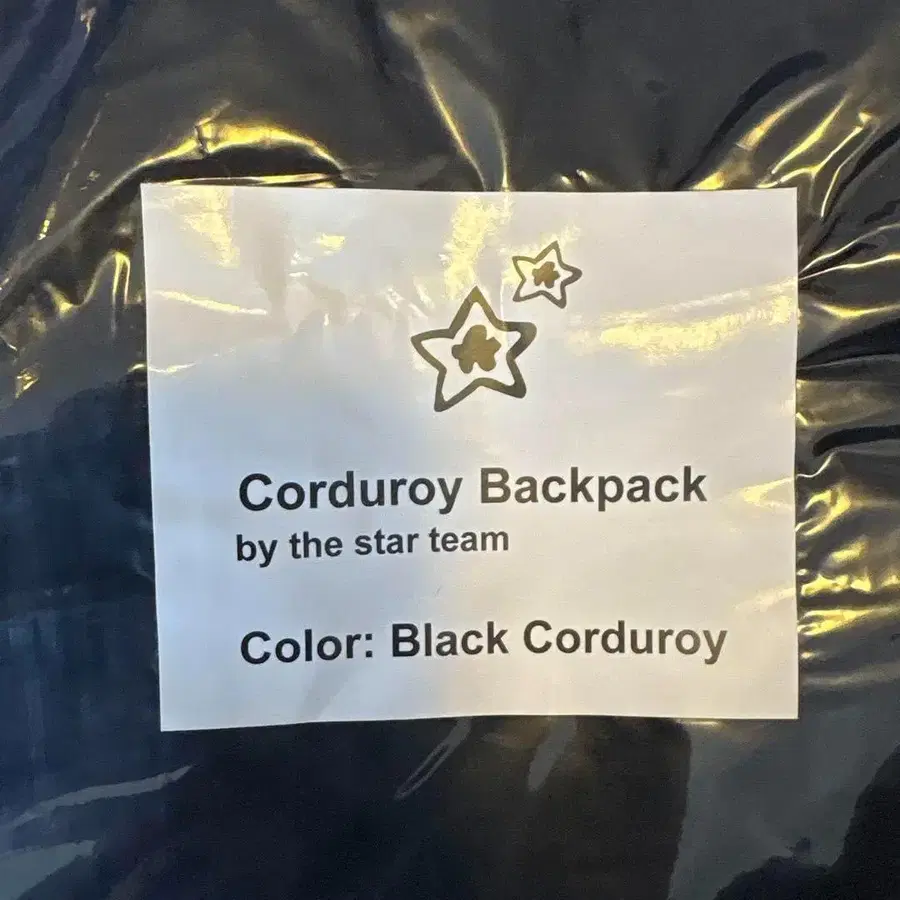 Corduroy Backpack
by the star team
Color: Black Corduroy